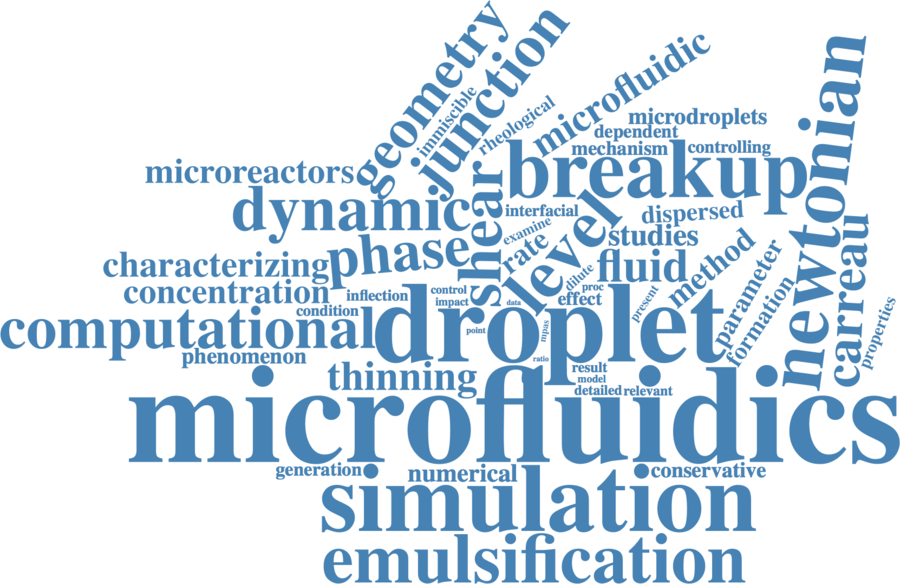 geometry
junction
immiscible
rheological
microfluidic
microdroplets
dependent
mechanism
controlling
newtonian
microreactors
breakup
dynamic
shear
interfacial
dispersed
level
examine
rate
studies
phase
characterizing
fluid
method
carreau
concentration
inflection
control
impact
data
dilute
proc
effect
present
parameter
formation
properties
condition
computational
droplet
point
mpas
ratio
phenomenon
thinning
result
model
detailed
relevant
microfluidics
generation
numerical
conservative
simulation
emulsification